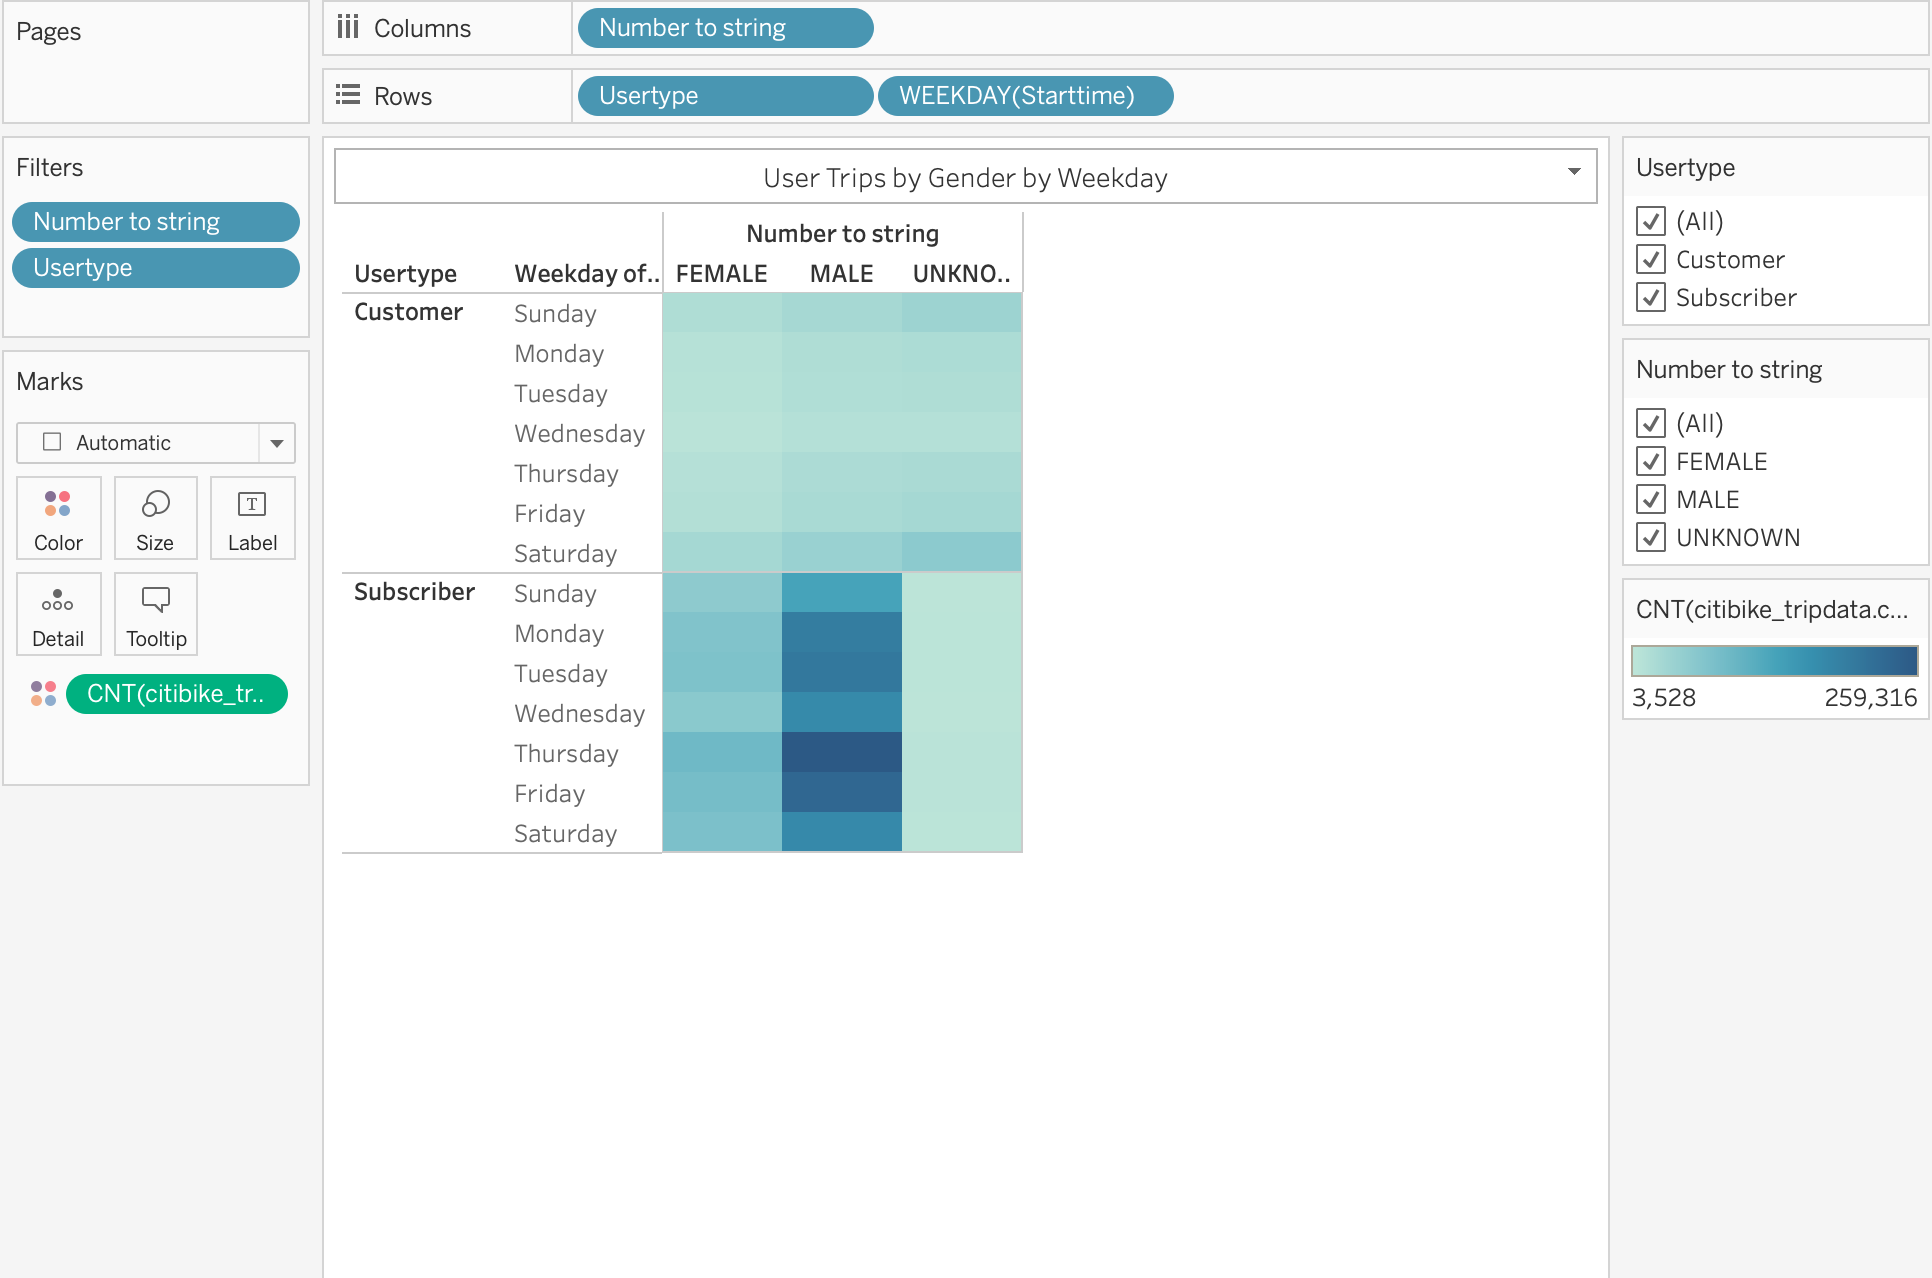 Pages
Columns
Number to string
Rows
Usertype
WEEKDAY(Starttime)
Filters
Number to string
Usertype
Marks
Automatic
Color
Size
T
Label
Detail
Tooltip
CNT(citibike_tr..
User Trips by Gender by Weekday
Number to string
Usertype Weekday of.. FEMALE MALE UNKNO..
Customer Sunday
Monday
Tuesday
Wednesday
Thursday
Friday
Saturday
Subscriber Sunday
Monday
Tuesday
Wednesday
Thursday
Friday
Saturday
Usertype
(All)
Customer
Subscriber
Number to string
(All)
FEMALE
MALE
UNKNOWN
CNT(citibike_tripdata.c...
3,528 259,316